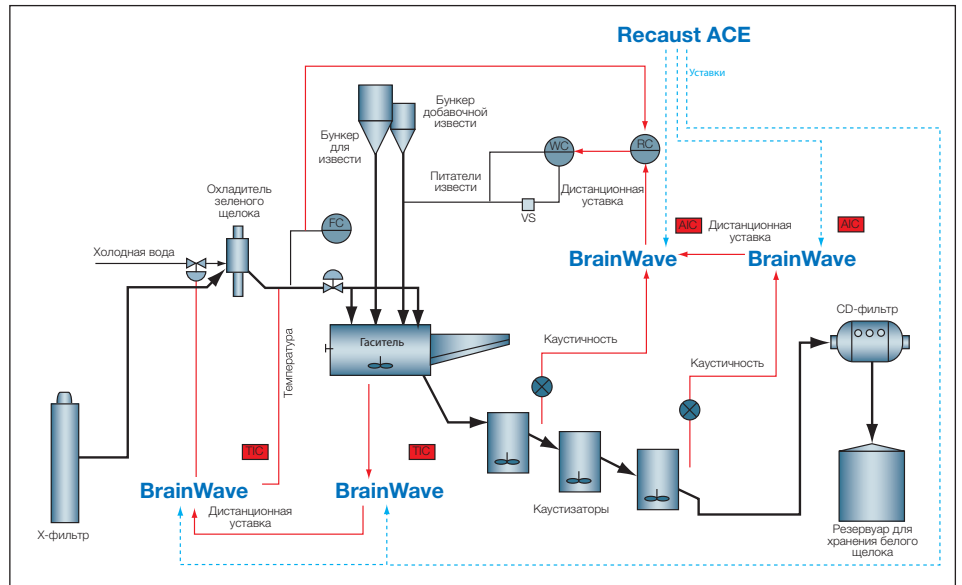 Recaust ACE
Уставки
Бункер
добавочной
извести
Бункер
для
извести
WC
RC
Питатели
извести
Дистанционная
уставка
VS
Охладитель
зеленого
щелока
FC
Холодная вода
AIC
Дистанционная
уставка
AIC
BrainWave
BrainWave
CD-фильтр
Гаситель
Температура
Каустичность
Каустичность
TIC
TIC
BrainWave
BrainWave
Дистанционная
уставка
Каустизаторы
X-фильтр
Резервуар для
хранения белого
щелока